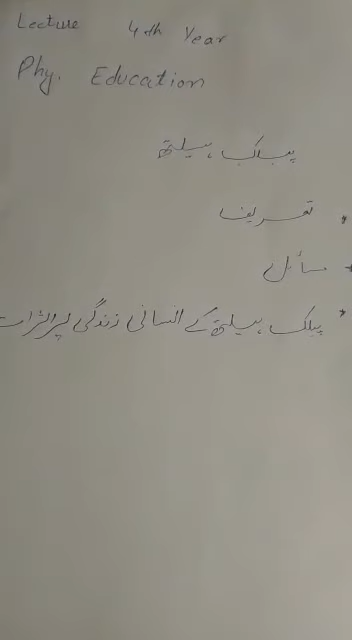 Lecture 4th Year
Phy. Education
پبلک ہیلتھ
* تعریف
* مسائل
* پبلک ہیلتھ کے انسانی زندگی پر اثرات